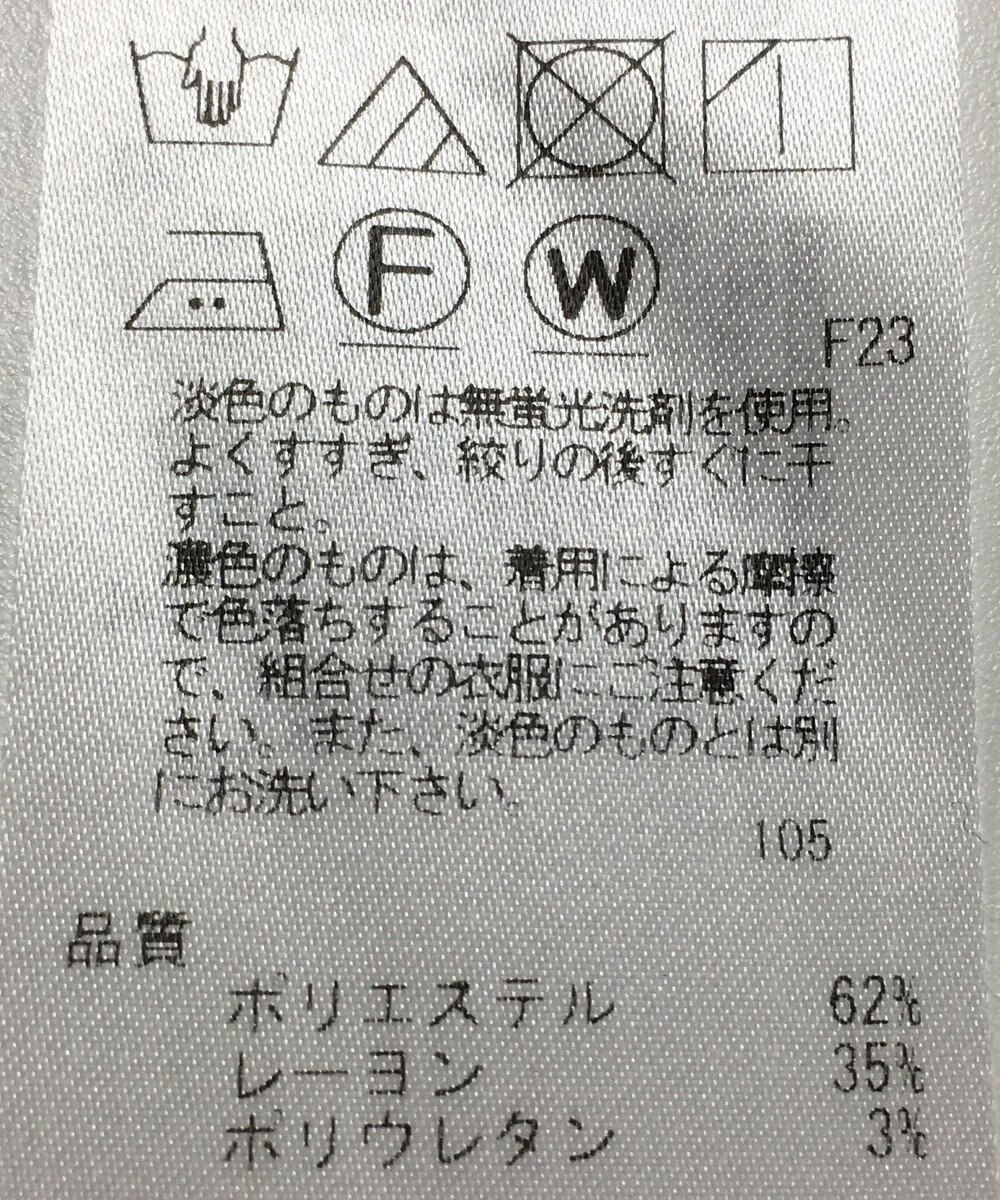 F
W
F23
淡色のものは無蛍光洗剤を使用。
よくすすぎ、絞りの後すぐに干
すこと。
濃色のものは、着用による摩擦
で色落ちすることがありますの
で、組合せの衣服にご注意くだ
さい。また、淡色のものとは別
にお洗い下さい。
105
品質
ポリエステル 62%
レーヨン 35%
ポリウレタン 3%